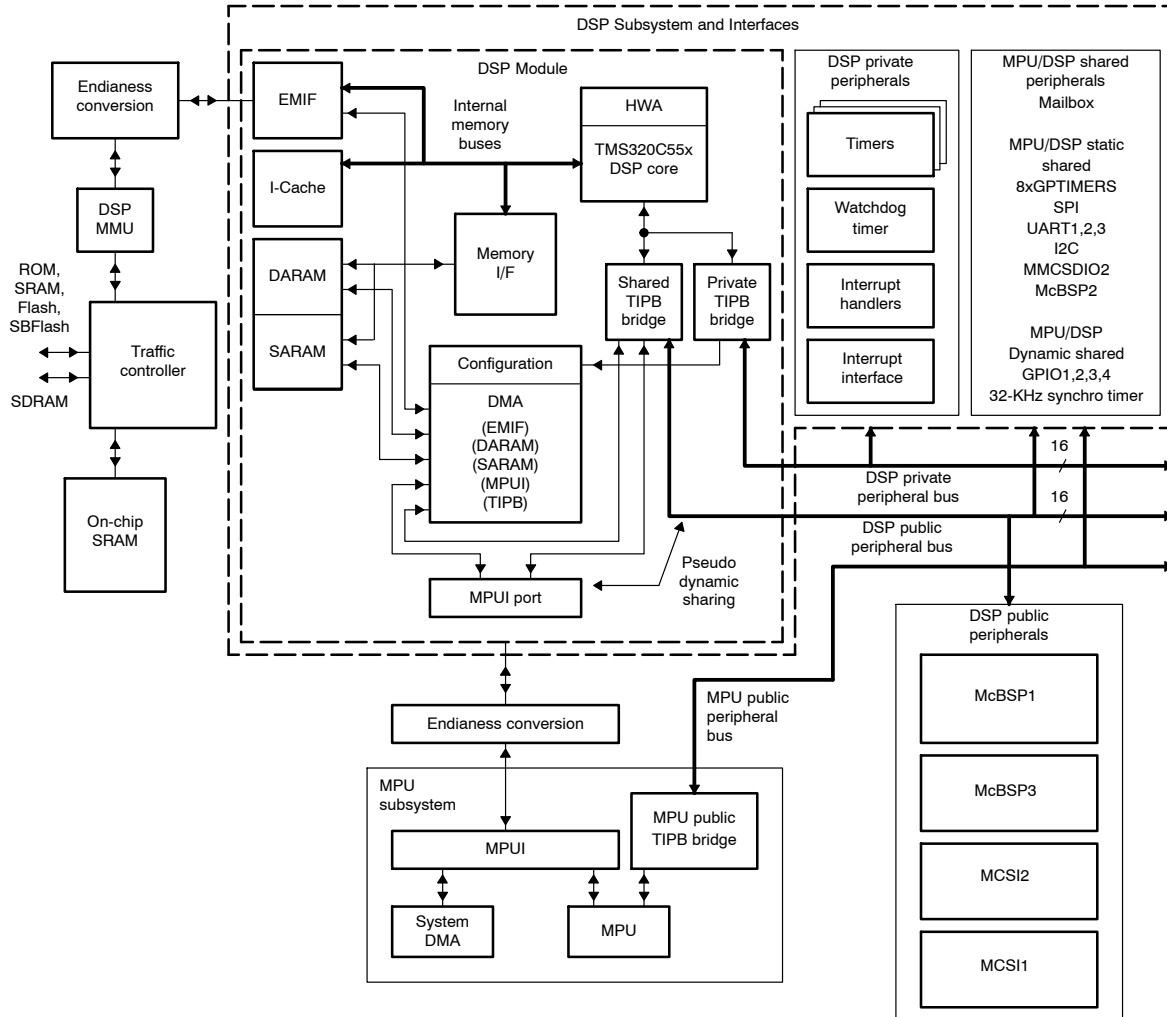 DSP Subsystem and Interfaces
Endianess
conversion
DSP
MMU
ROM,
SRAM,
Flash,
SBFlash
SDRAM
Traffic
controller
On-chip
SRAM
DSP Module
EMIF
I-Cache
Internal
memory
buses
HWA
TMS320C55x
DSP core
DARAM
SARAM
Memory
I/F
Shared
TIPB
bridge
Private
TIPB
bridge
Configuration
DMA
(EMIF)
(DARAM)
(SARAM)
(MPUI)
(TIPB)
MPUI port
Pseudo
dynamic
sharing
DSP private
peripherals
Timers
Watchdog
timer
Interrupt
handlers
Interrupt
interface
MPU/DSP shared
peripherals
Mailbox
MPU/DSP static
shared
8xGPTIMERS
SPI
UART1,2,3
I2C
MMCSDIO2
McBSP2
MPU/DSP
Dynamic shared
GPIO1,2,3,4
32-KHz synchro timer
16
DSP private
peripheral bus
16
DSP public
peripheral bus
MPU public
peripheral
bus
Endianess conversion
MPU
subsystem
MPUI
MPU public
TIPB bridge
System
DMA
MPU
DSP public
peripherals
McBSP1
McBSP3
MCSI2
MCSI1